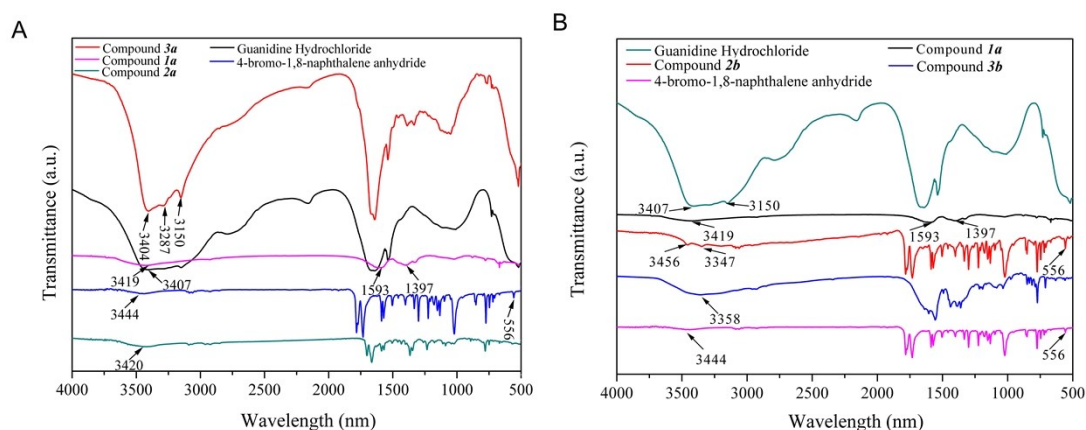 A
Compound 3a
Compound 1a
Compound 2a
Guanidine Hydrochloride
4-bromo-1,8-naphthalene anhydride
Transmittance (a.u.)
3404
3287
3150
3419
3407
1593
1397
3444
556
3420
4000 3500 3000 2500 2000 1500 1000 500
Wavelength (nm)
B
Guanidine Hydrochloride
Compound 2b
4-bromo-1,8-naphthalene anhydride
Compound 1a
Compound 3b
Transmittance (a.u.)
3407
3150
3419
1593
1397
3456
3347
556
3358
3444
556
4000 3500 3000 2500 2000 1500 1000 500
Wavelength (nm)